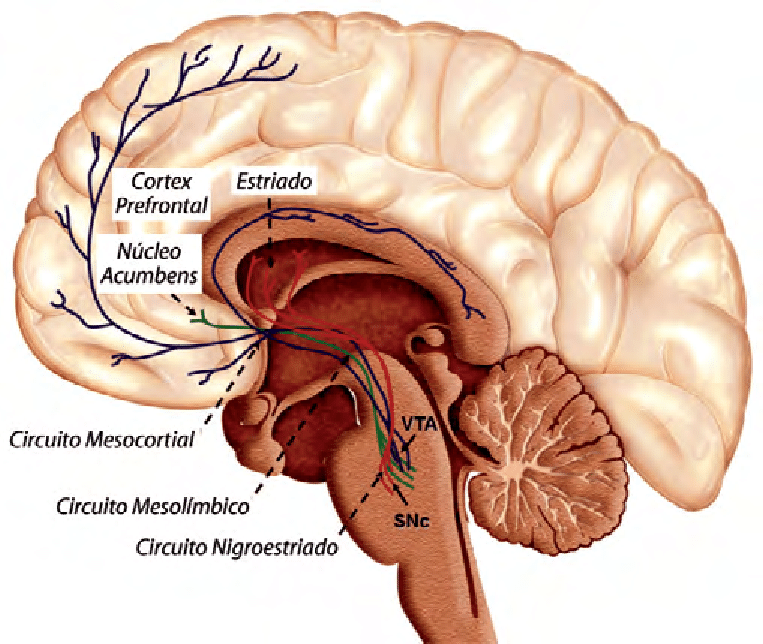 Cortex
Prefrontal
Estriado
Núcleo
Acumbens
Circuito Mesocortial
VTA
Circuito Mesolímbico
SNc
Circuito Nigroestriado